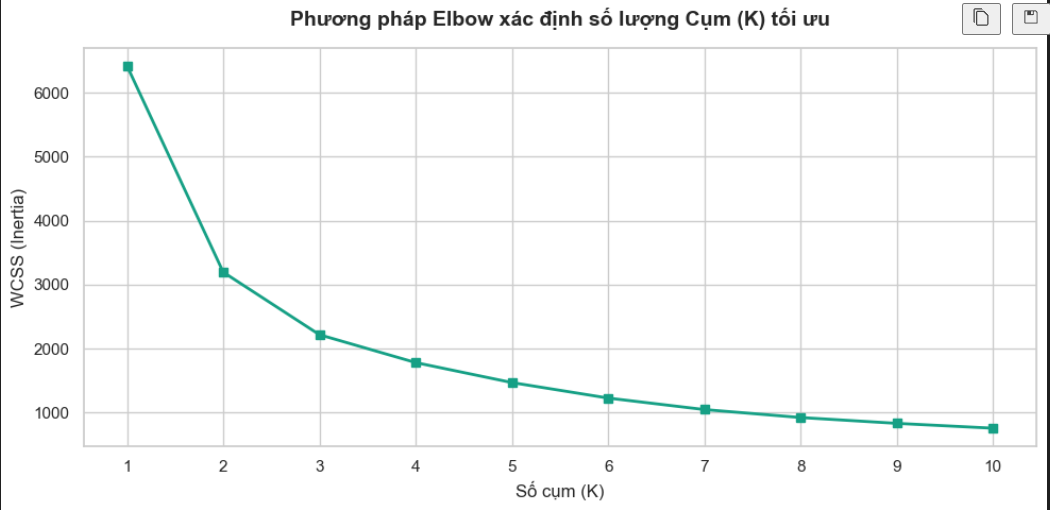 Phương pháp Elbow xác định số lượng Cụm (K) tối ưu
WCSS (Inertia)
6000
5000
4000
3000
2000
1000
1 2 3 4 5 6 7 8 9 10
Số cụm (K)